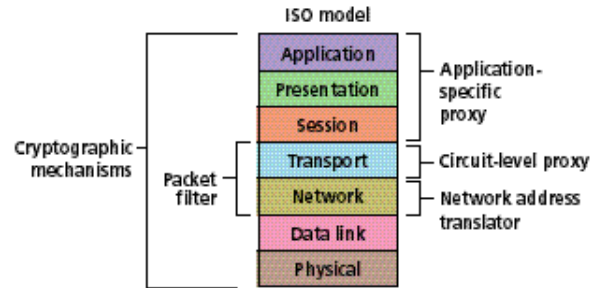 ISO model
Application
Presentation
Session
Transport
Network
Data link
Physical
Cryptographic
mechanisms
Packet
filter
Application-
specific
proxy
Circuit-level proxy
Network address
translator